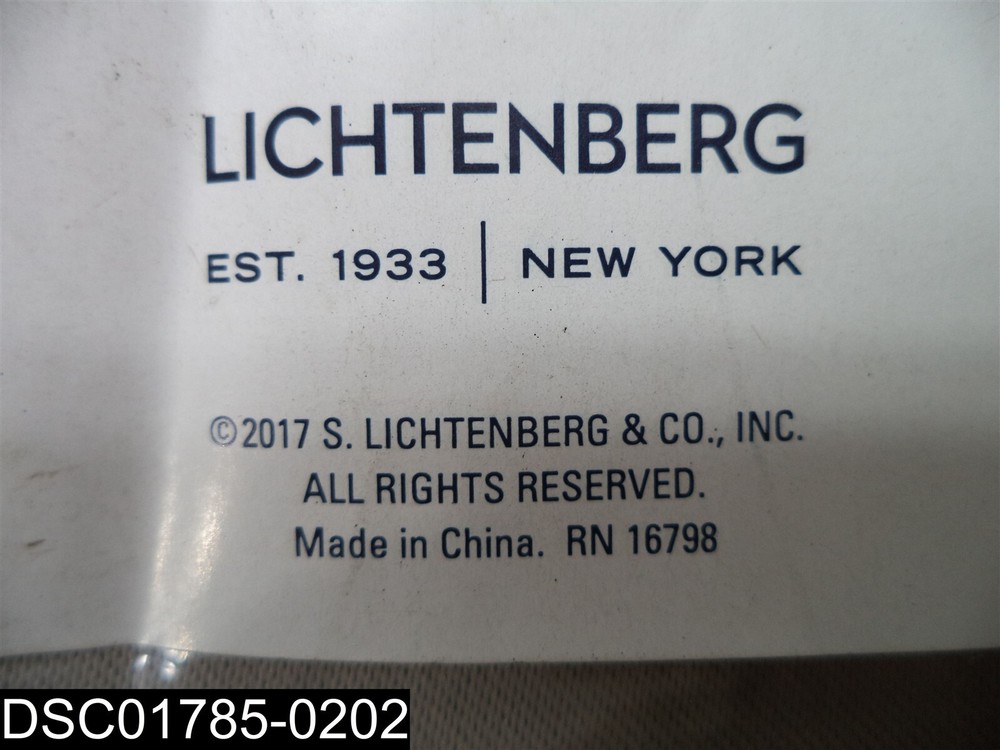 LICHTENBERG
EST. 1933 | NEW YORK
©2017 S. LICHTENBERG & CO., INC.
ALL RIGHTS RESERVED.
Made in China. RN 16798
DSC01785-0202